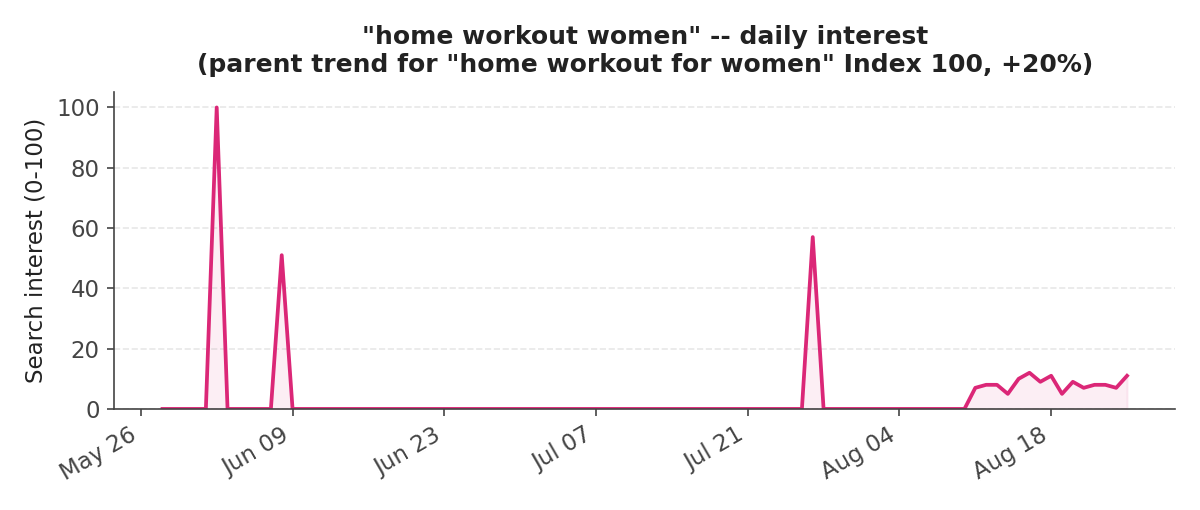 "home workout women" -- daily interest
(parent trend for "home workout for women" Index 100, +20%)
Search interest (0-100)
100
80
60
40
20
0
May 26
Jun 09
Jun 23
Jul 07
Jul 21
Aug 04
Aug 18